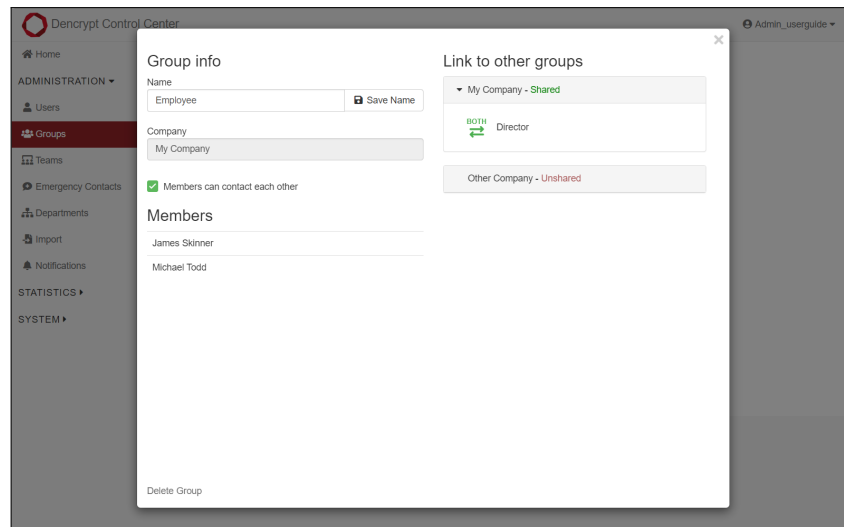 Dencrypt Control Center
Admin_userguide
Home
ADMINISTRATION
Users
Groups
Teams
Emergency Contacts
Departments
Import
Notifications
STATISTICS
SYSTEM
×
Group info
Name
Employee
Save Name
Company
My Company
Members can contact each other
Members
James Skinner
Michael Todd
Delete Group
Link to other groups
My Company - Shared
BOTH
Director
Other Company - Unshared